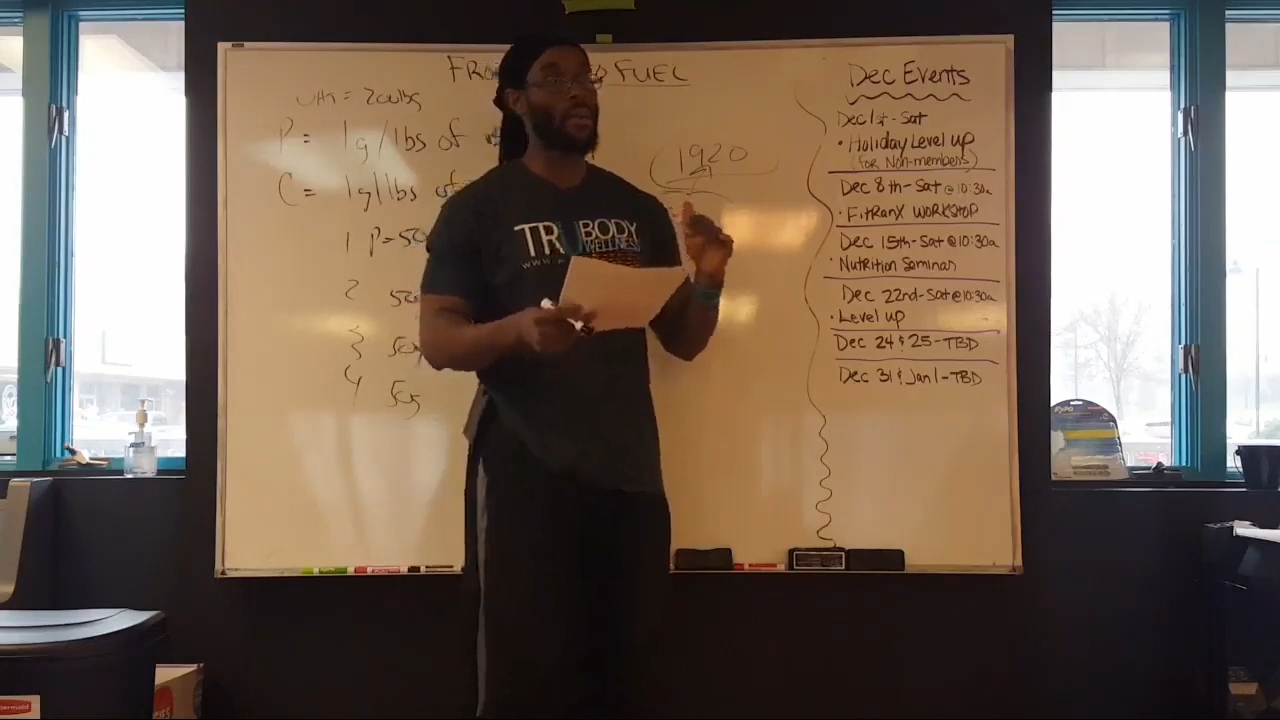 FUEL
= 200lbs
P = 1g/lbs of
C = 1g/lbs of
1 P=50
2 50
3 50
4 50g
1920
TRUBODY
WELLNESS
WWW.
Dec Events
Dec 1st-Sat
• Holiday Level up
(for Non-members)
Dec 8th-Sat @ 10:30a
• FitRanX WORKSHOP
Dec 15th-Sat @ 10:30a
• Nutrition Seminar
Dec 22nd-Sat @ 10:30a
• Level up
Dec 24 & 25-TBD
Dec 31 & Jan 1-TBD
EXPO